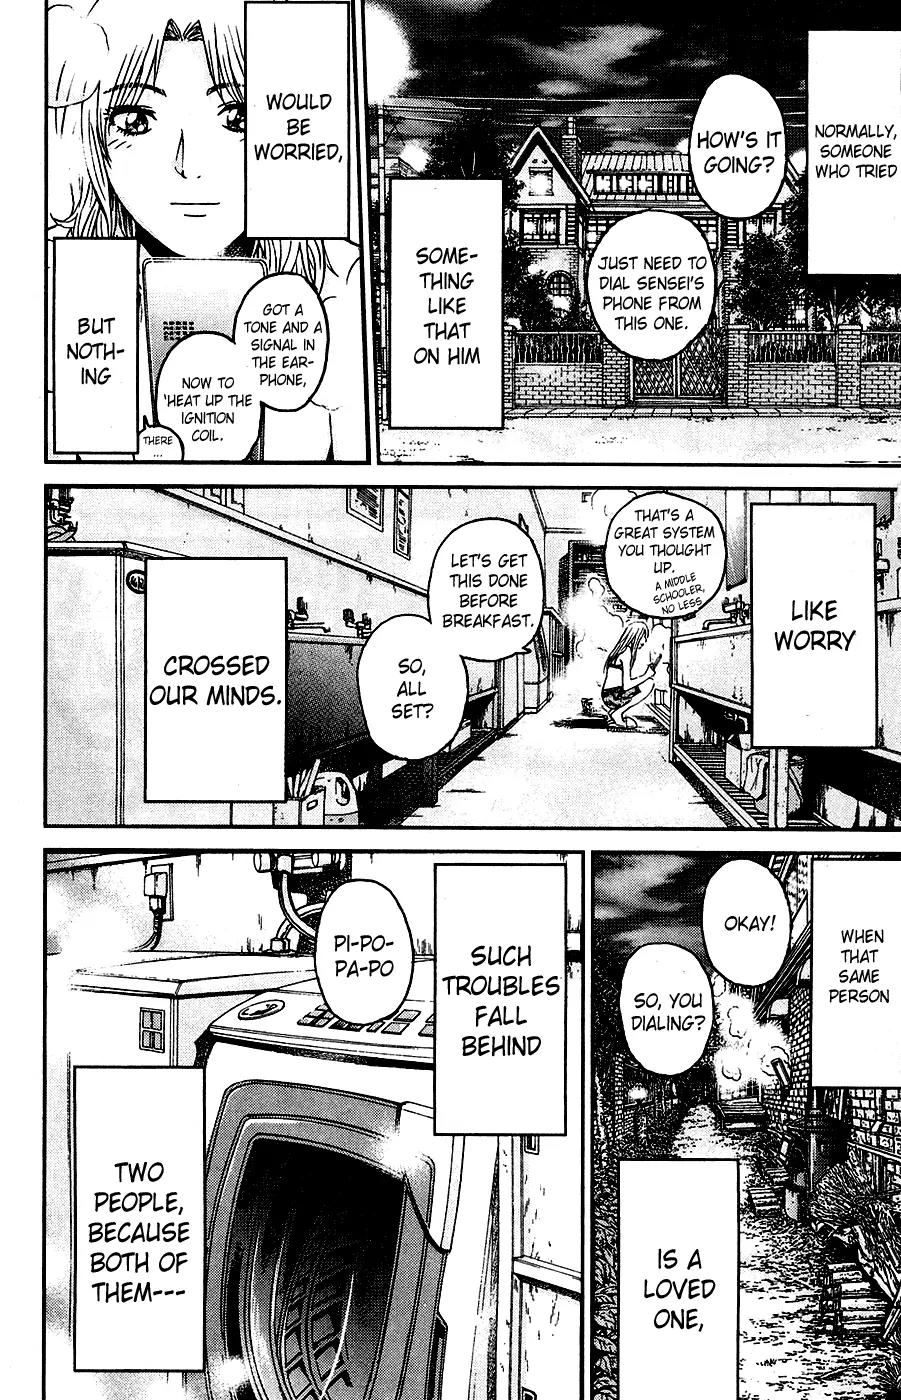 NORMALLY,
SOMEONE
WHO TRIED
HOW'S IT
GOING?
JUST NEED TO
DIAL SENSEI'S
PHONE FROM
THIS ONE.
SOME-
THING
LIKE
THAT
ON HIM
WOULD
BE
WORRIED,
GOT A
TONE AND A
SIGNAL IN
THE EAR-
PHONE,
NOW TO
'HEAT UP THE
IGNITION
COIL.
THERE
...
BUT
NOTH-
ING
LIKE
WORRY
THAT'S A
GREAT SYSTEM
YOU THOUGHT
UP.
A MIDDLE
SCHOOLER,
NO LESS
LET'S GET
THIS DONE
BEFORE
BREAKFAST.
SO,
ALL
SET?
CROSSED
OUR MINDS.
WHEN
THAT
SAME
PERSON
OKAY!
SO, YOU
DIALING?
IS A
LOVED
ONE,
SUCH
TROUBLES
FALL
BEHIND
PI-PO-
PA-PO
TWO
PEOPLE,
BECAUSE
BOTH OF
THEM---